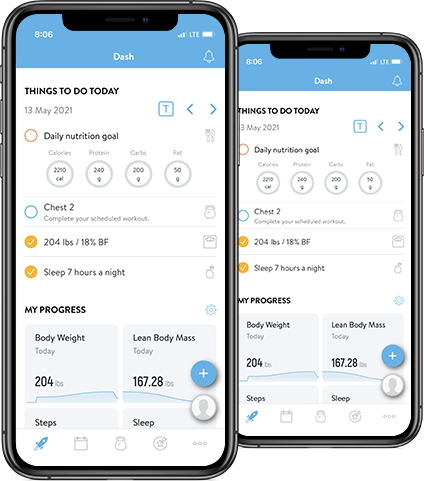 8:06 LTE
Dash
THINGS TO DO TODAY
13 May 2021 T
Daily nutrition goal
Calories Protein Carbs Fat
2210 cal 240 g 200 g 50 g
Chest 2
Complete your scheduled workout.
204 lbs / 18% BF
Sleep 7 hours a night
MY PROGRESS
Body Weight Lean Body Mass
Today Today
204 lbs 167.28 lbs
+
Steps Sleep
8:06 LTE
Dash
THINGS TO DO TODAY
13 May 2021 T
Daily nutrition goal
Calories Protein Carbs Fat
2210 cal 240 g 200 g 50 g
Chest 2
Complete your scheduled workout.
204 lbs / 18% BF
Sleep 7 hours a night
MY PROGRESS
Body Weight Lean Body Mass
Today Today
204 lbs 167.28 lbs
+
Steps Sleep